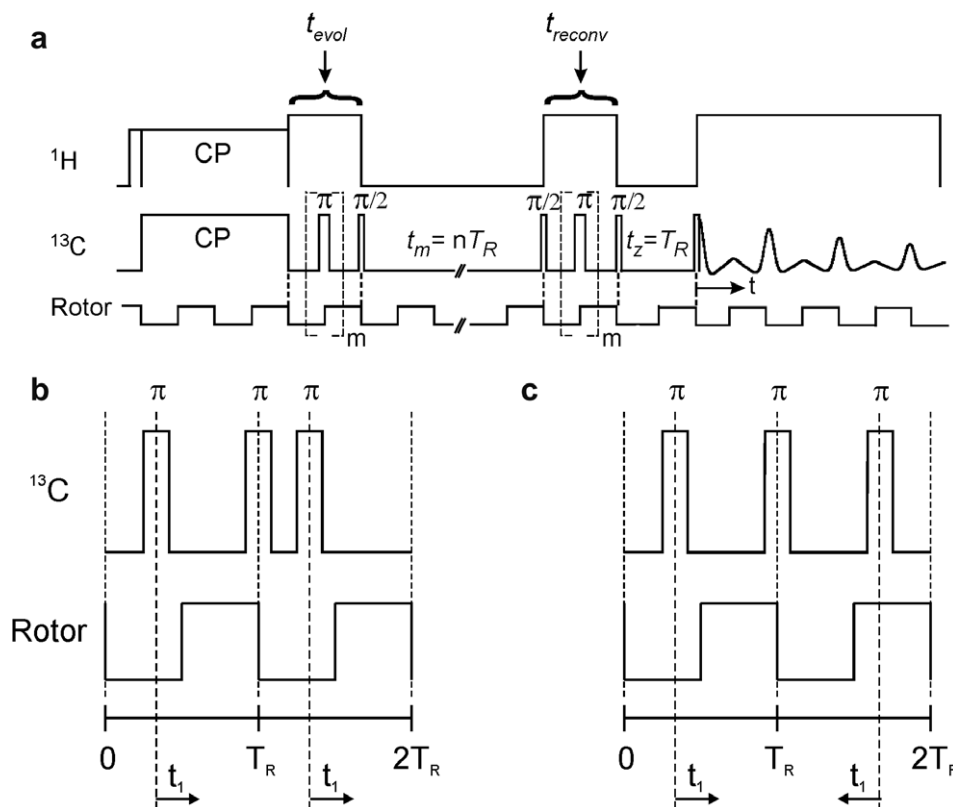 a
t_evol t_reconv
¹H CP
π π/2 π/2 π π/2
¹³C CP t_m = nT_R t_z = T_R
t
Rotor
m m
b c
π π π π π π
¹³C
Rotor
0 T_R 2T_R 0 T_R 2T_R
t₁ t₁ t₁ t₁